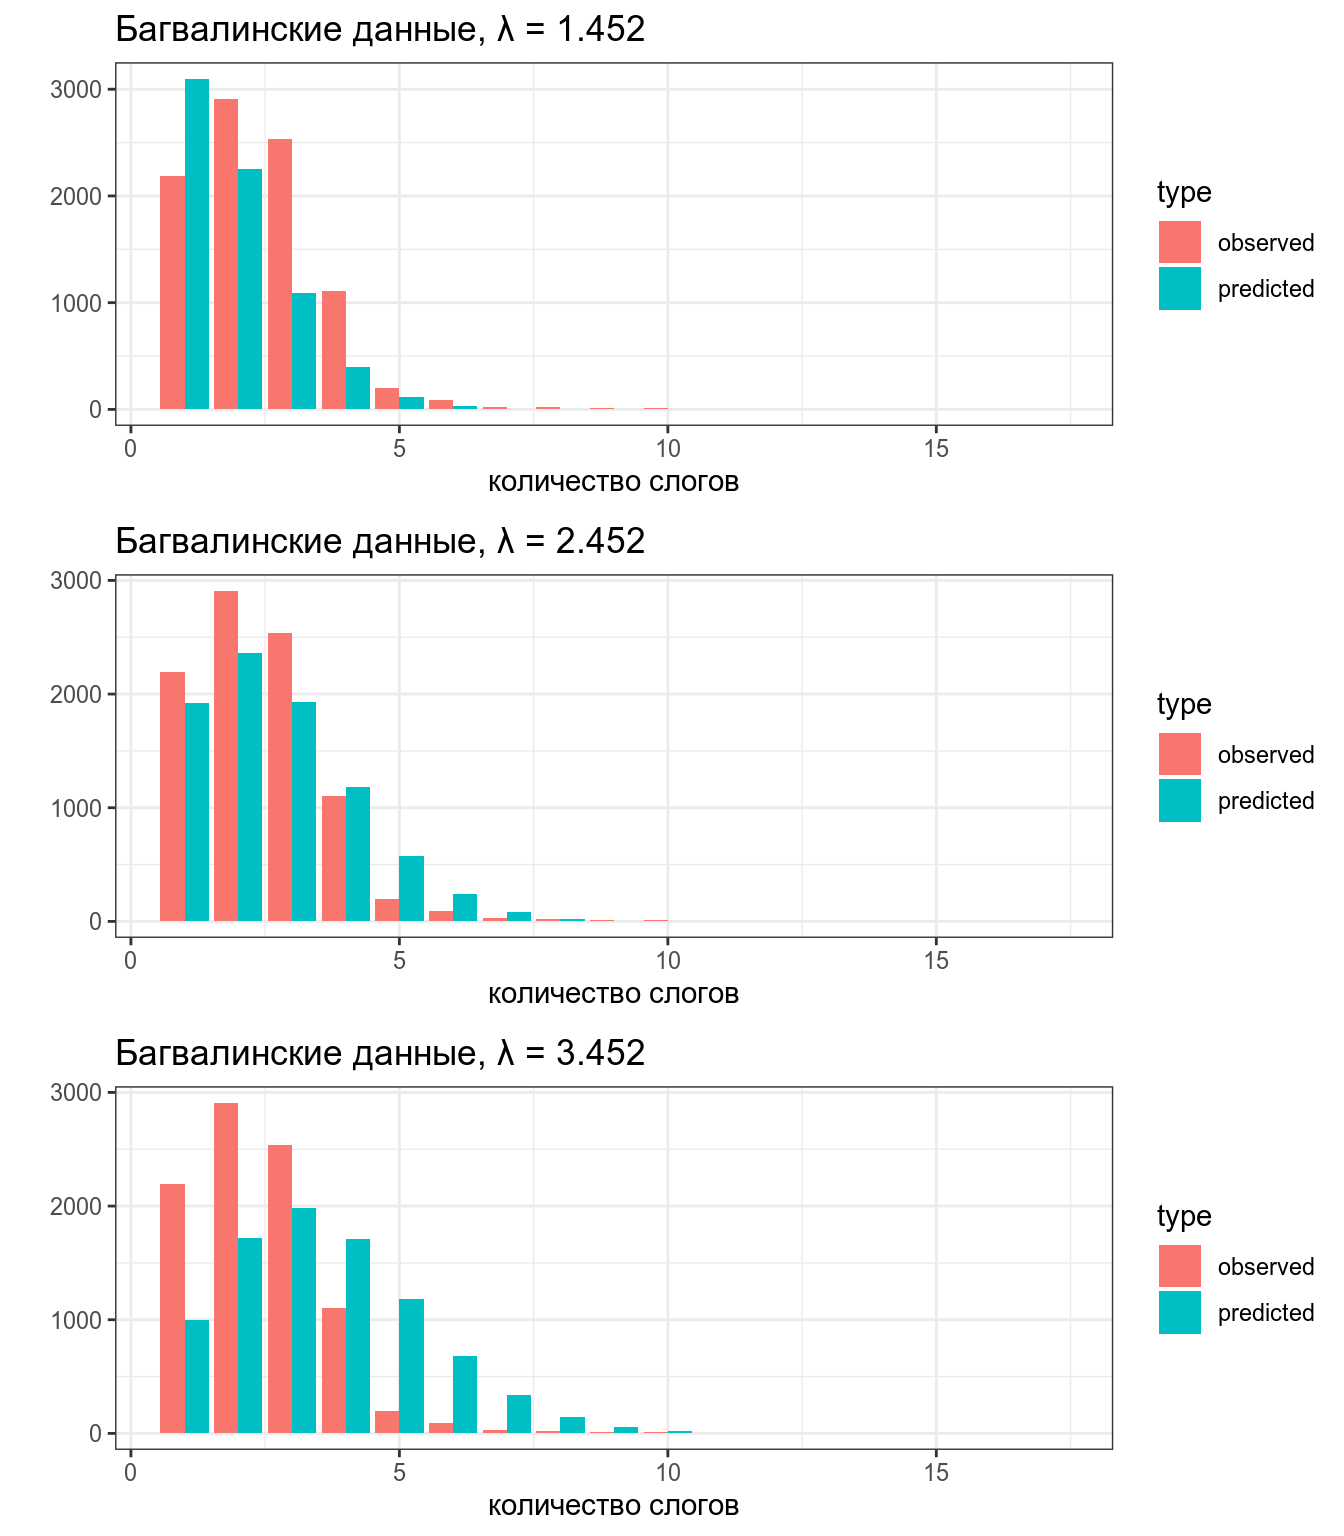 Багвалинские данные, λ = 1.452
3000
2000
1000
0
0 5 10 15
количество слогов
type
observed
predicted
Багвалинские данные, λ = 2.452
3000
2000
1000
0
0 5 10 15
количество слогов
type
observed
predicted
Багвалинские данные, λ = 3.452
3000
2000
1000
0
0 5 10 15
количество слогов
type
observed
predicted